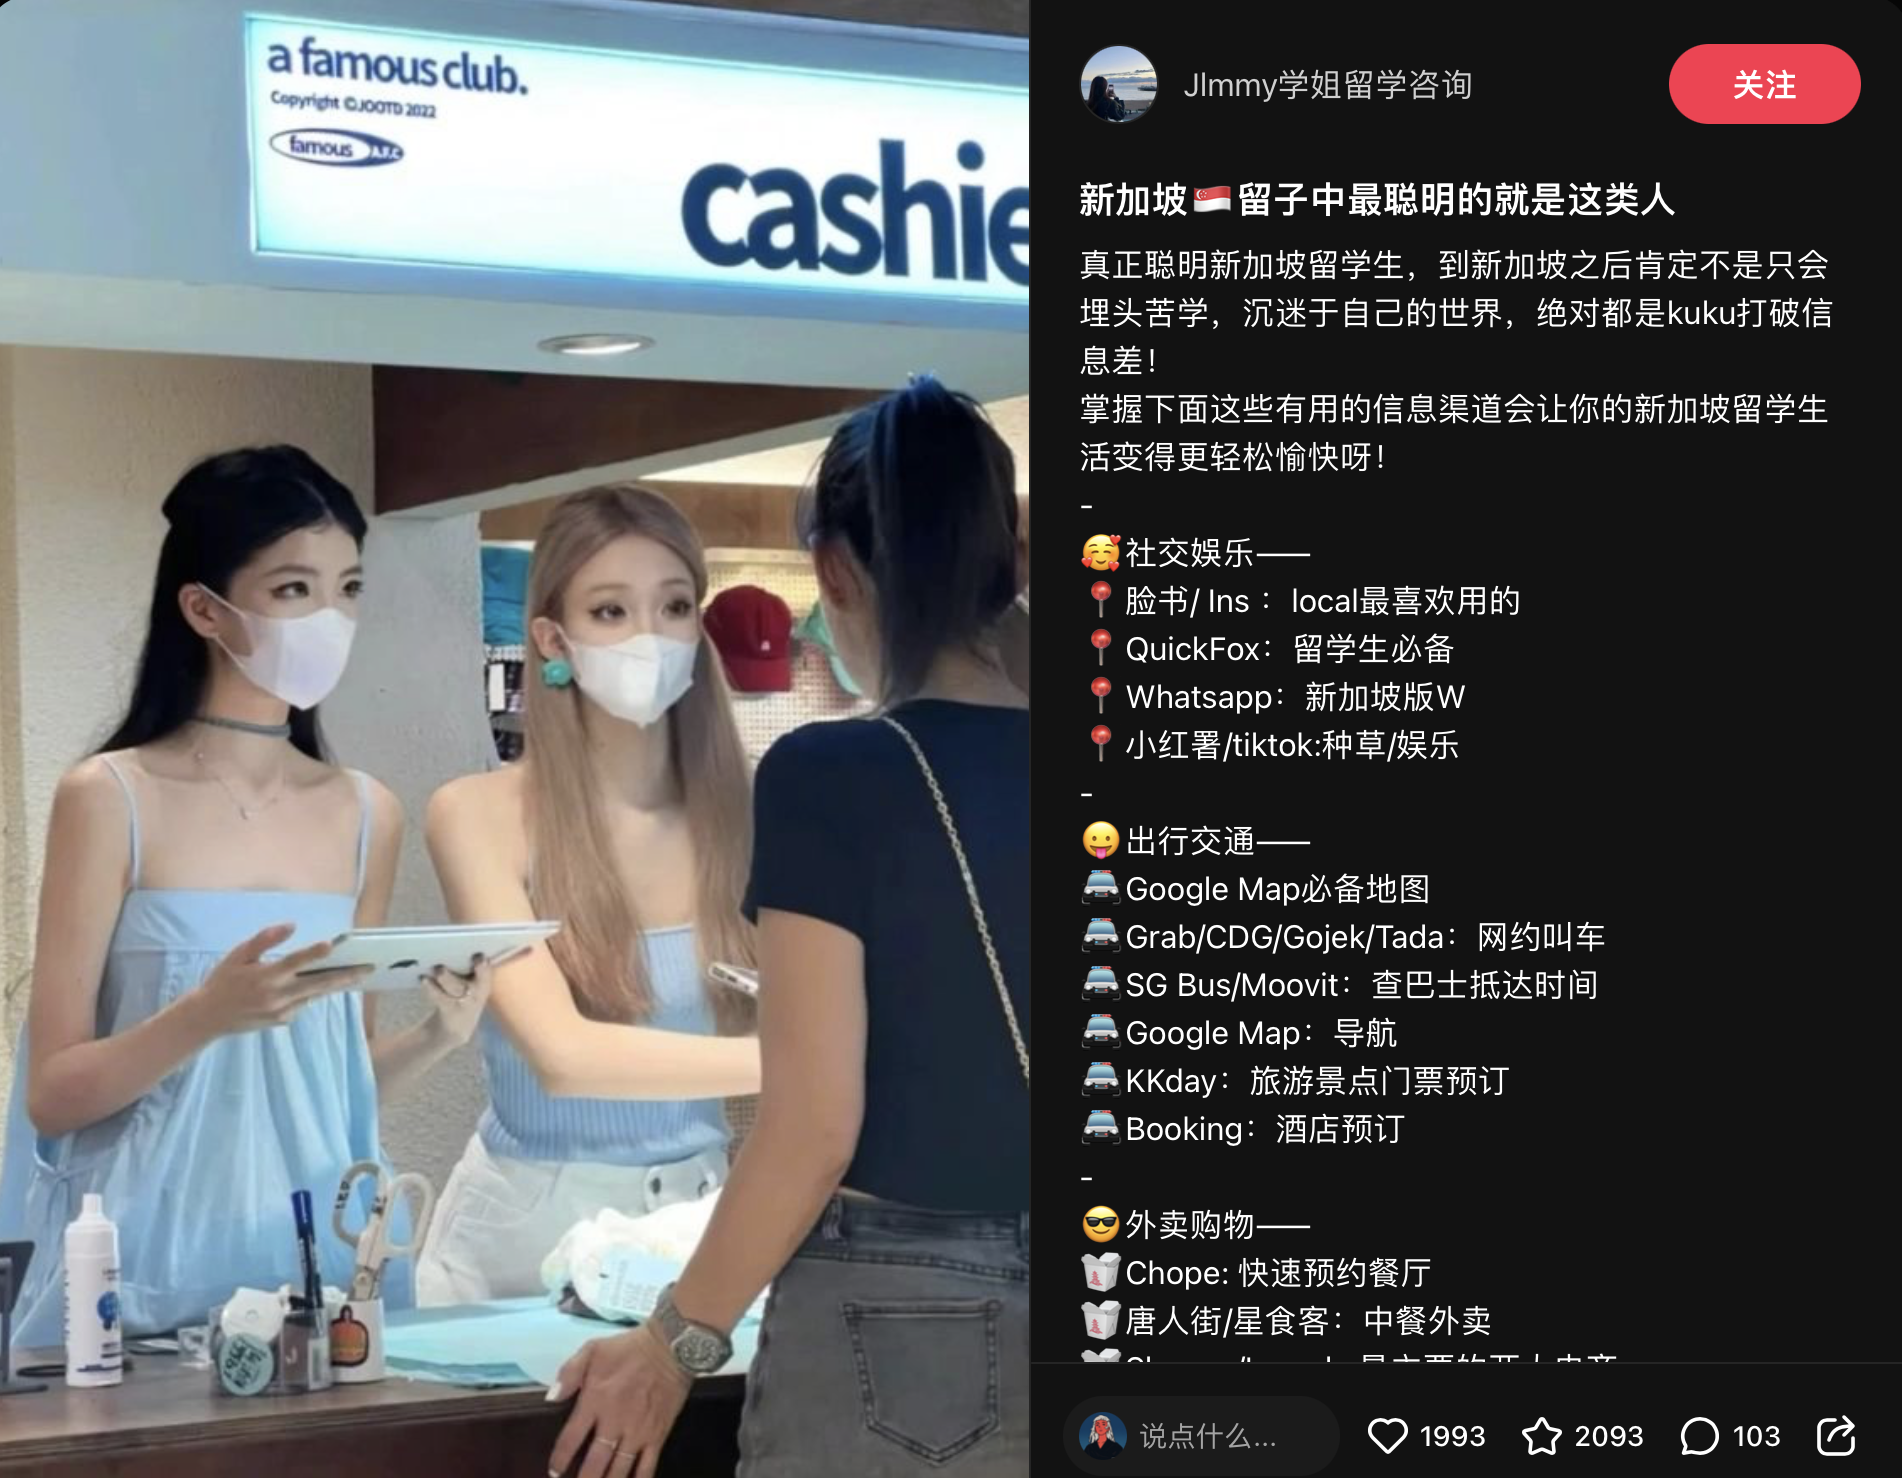 a famous club.
Copyright ©JOOTD 2022
famous A.F.C
cashie
JImmy学姐留学咨询
关注
新加坡🇸🇬留子中最聪明的就是这类人
真正聪明新加坡留学生，到新加坡之后肯定不是只会
埋头苦学，沉迷于自己的世界，绝对都是kuku打破信
息差！
掌握下面这些有用的信息渠道会让你的新加坡留学生
活变得更轻松愉快呀！
-
🥰社交娱乐——
📍脸书/ Ins ：local最喜欢用的
📍QuickFox：留学生必备
📍Whatsapp：新加坡版W
📍小红署/tiktok:种草/娱乐
-
😛出行交通——
🚔Google Map必备地图
🚔Grab/CDG/Gojek/Tada：网约叫车
🚔SG Bus/Moovit：查巴士抵达时间
🚔Google Map：导航
🚔KKday：旅游景点门票预订
🚔Booking：酒店预订
-
😎外卖购物——
🥡Chope: 快速预约餐厅
🥡唐人街/星食客：中餐外卖
说点什么...
1993
2093
103